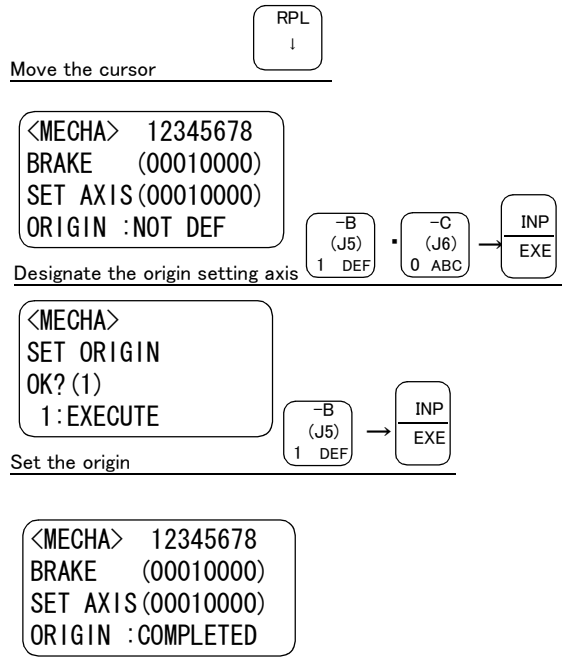 RPL
↓
Move the cursor
<MECHA> 12345678
BRAKE (00010000)
SET AXIS(00010000)
ORIGIN :NOT DEF
-B
(J5)
1 DEF
・
-C
(J6)
0 ABC
→
INP
EXE
Designate the origin setting axis
<MECHA>
SET ORIGIN
OK?(1)
1:EXECUTE
-B
(J5)
1 DEF
→
INP
EXE
Set the origin
<MECHA> 12345678
BRAKE (00010000)
SET AXIS(00010000)
ORIGIN :COMPLETED